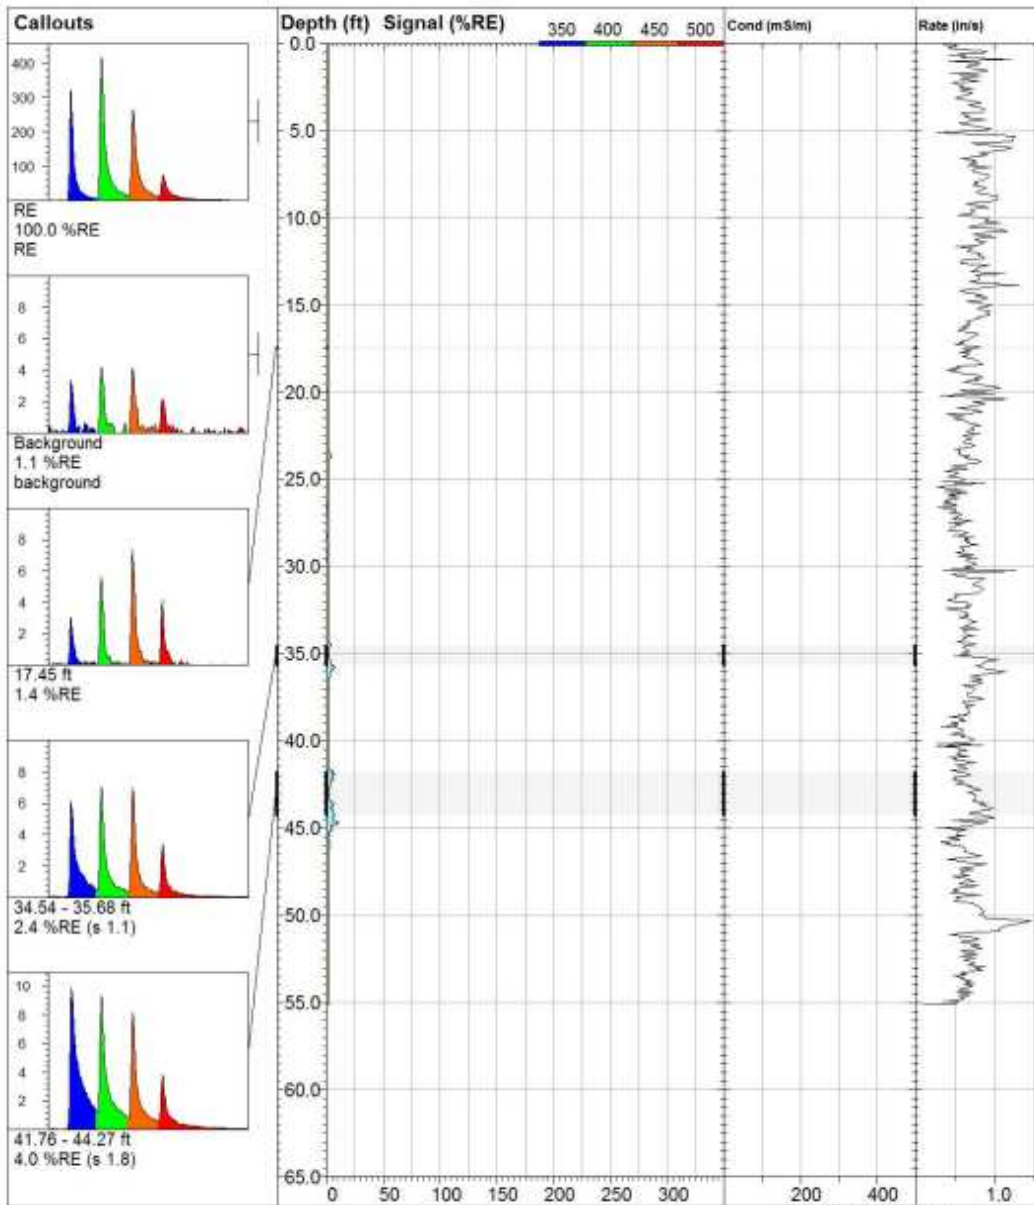 Callouts
Depth (ft) Signal (%RE)
350 400 450 500
Cond (mS/m)
Rate (in/s)
400
300
200
100
RE
100.0 %RE
RE
8
6
4
2
Background
1.1 %RE
background
8
6
4
2
17.45 ft
1.4 %RE
8
6
4
2
34.54 - 35.68 ft
2.4 %RE (s 1.1)
10
8
6
4
2
41.76 - 44.27 ft
4.0 %RE (s 1.8)
0.0
5.0
10.0
15.0
20.0
25.0
30.0
35.0
40.0
45.0
50.0
55.0
60.0
65.0
0 50 100 150 200 250 300
200 400
1.0